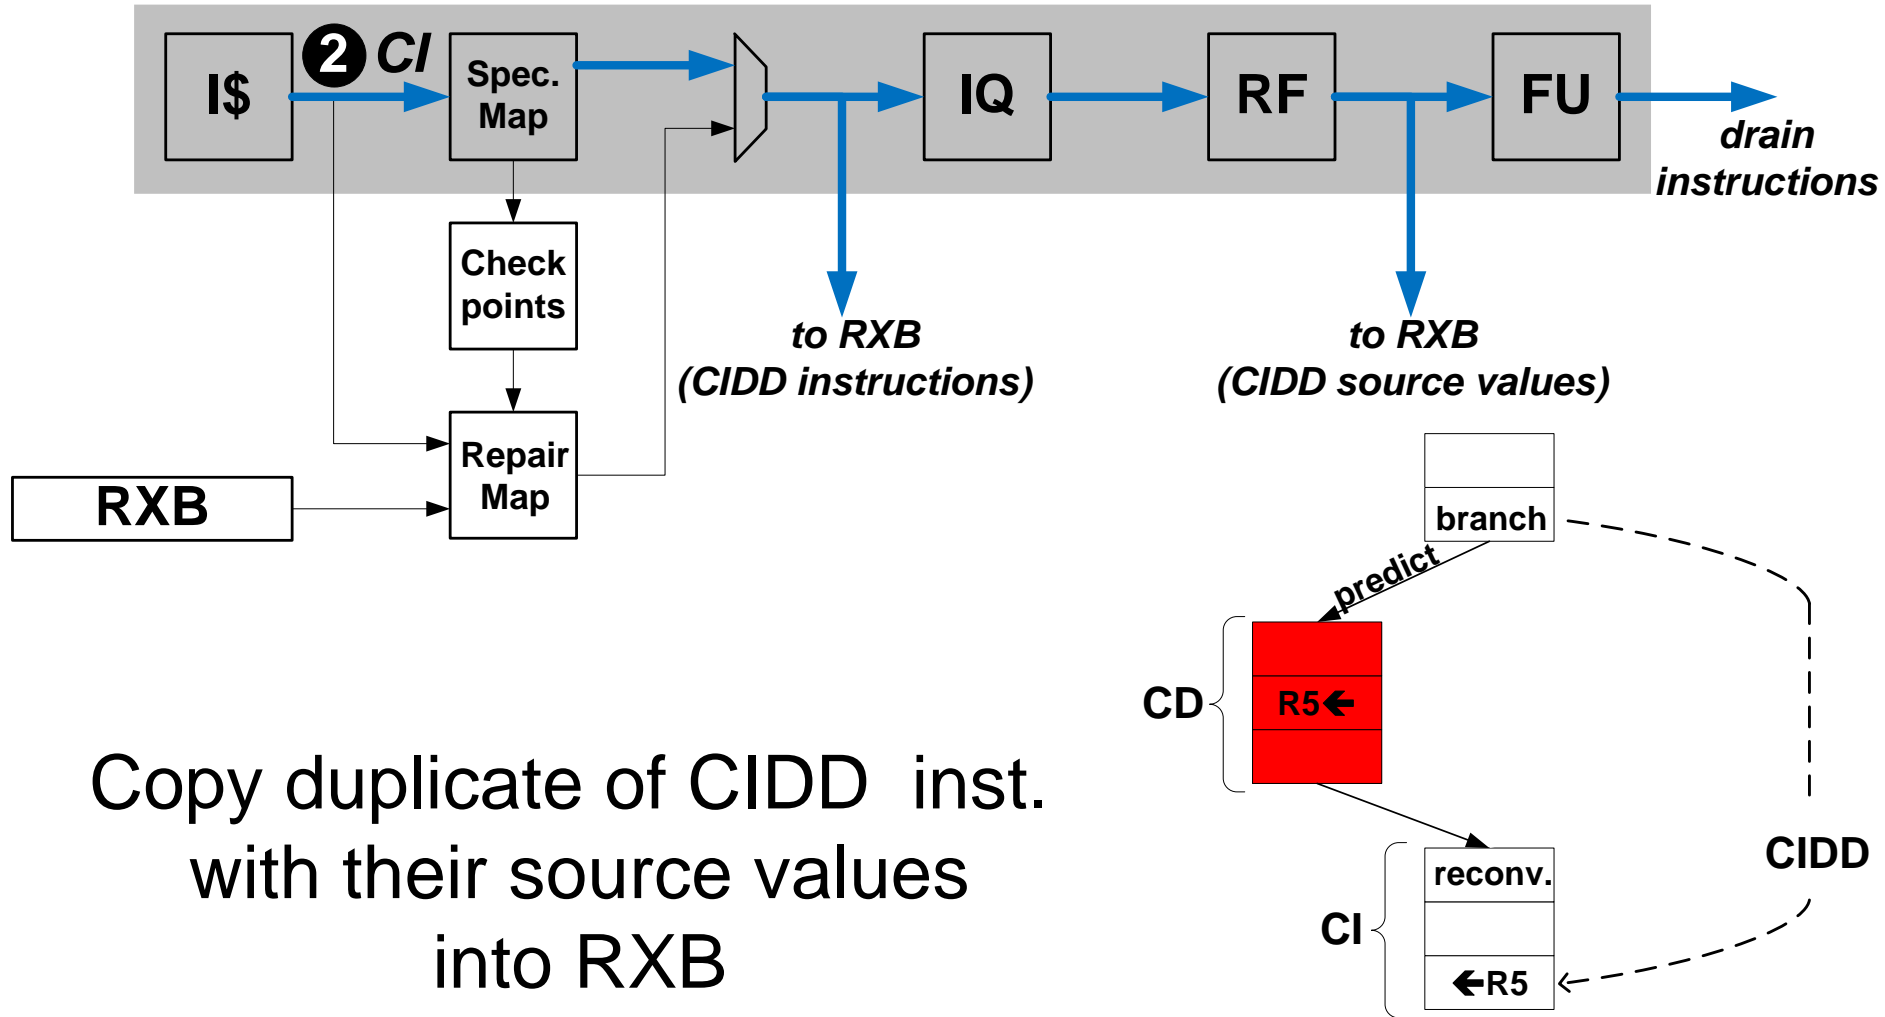 I$
2 CI
Spec.
Map
IQ
RF
FU
drain
instructions
Check
points
to RXB
(CIDD instructions)
to RXB
(CIDD source values)
Repair
Map
RXB
branch
predict
CD
R5🡸
CIDD
reconv.
CI
🡸R5
Copy duplicate of CIDD inst.
with their source values
into RXB